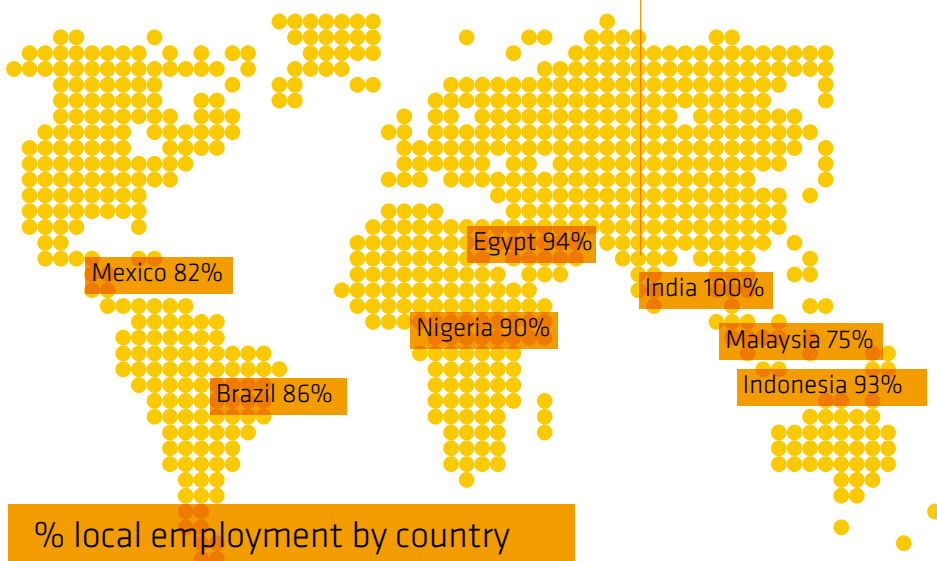 Egypt 94%
Mexico 82%
India 100%
Nigeria 90%
Malaysia 75%
Indonesia 93%
Brazil 86%
% local employment by country